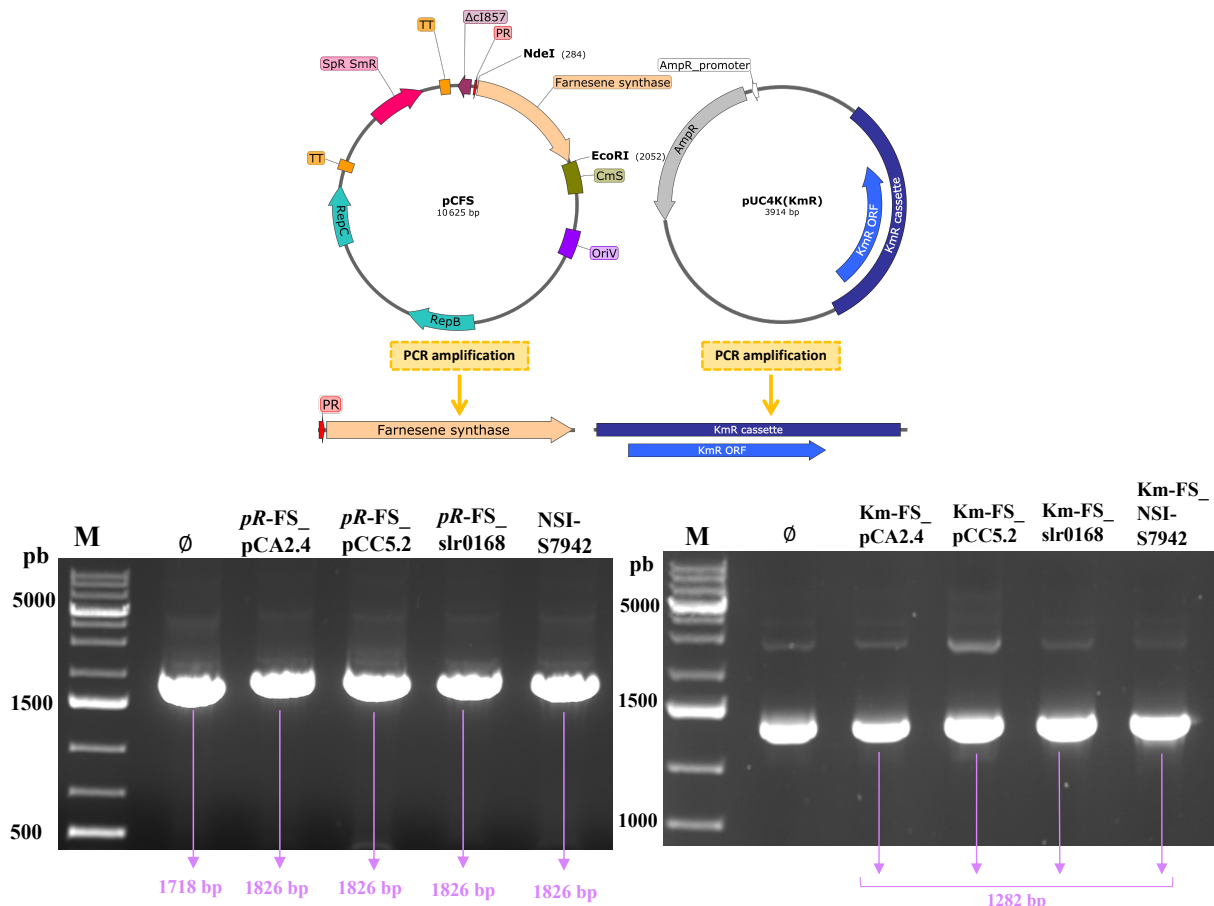 ΔcI857
TT
PR
NdeI (284)
SpR SmR
Farnesene synthase
AmpR_promoter
AmpR
TT
EcoRI (2052)
CmS
pCFS
10 625 bp
pUC4K(KmR)
3914 bp
RepC
KmR ORF
KmR cassette
OriV
RepB
PCR amplification
PCR amplification
PR
Farnesene synthase
KmR cassette
KmR ORF
M
pb
Ø
pR-FS_
pCA2.4
pR-FS_
pCC5.2
pR-FS_
slr0168
NSI-
S7942
5000
1500
500
1718 bp
1826 bp
1826 bp
1826 bp
1826 bp
M
pb
Ø
Km-FS_
pCA2.4
Km-FS_
pCC5.2
Km-FS_
slr0168
Km-FS_
NSI-
S7942
5000
1500
1000
1282 bp